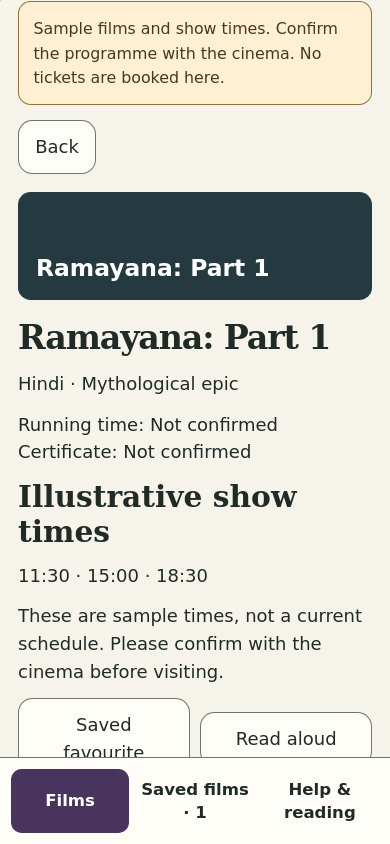 Sample films and show times. Confirm
the programme with the cinema. No
tickets are booked here.
Back
Ramayana: Part 1
Ramayana: Part 1
Hindi · Mythological epic
Running time: Not confirmed
Certificate: Not confirmed
Illustrative show
times
11:30 · 15:00 · 18:30
These are sample times, not a current
schedule. Please confirm with the
cinema before visiting.
Saved
favourite
Read aloud
Films
Saved films
· 1
Help &
reading